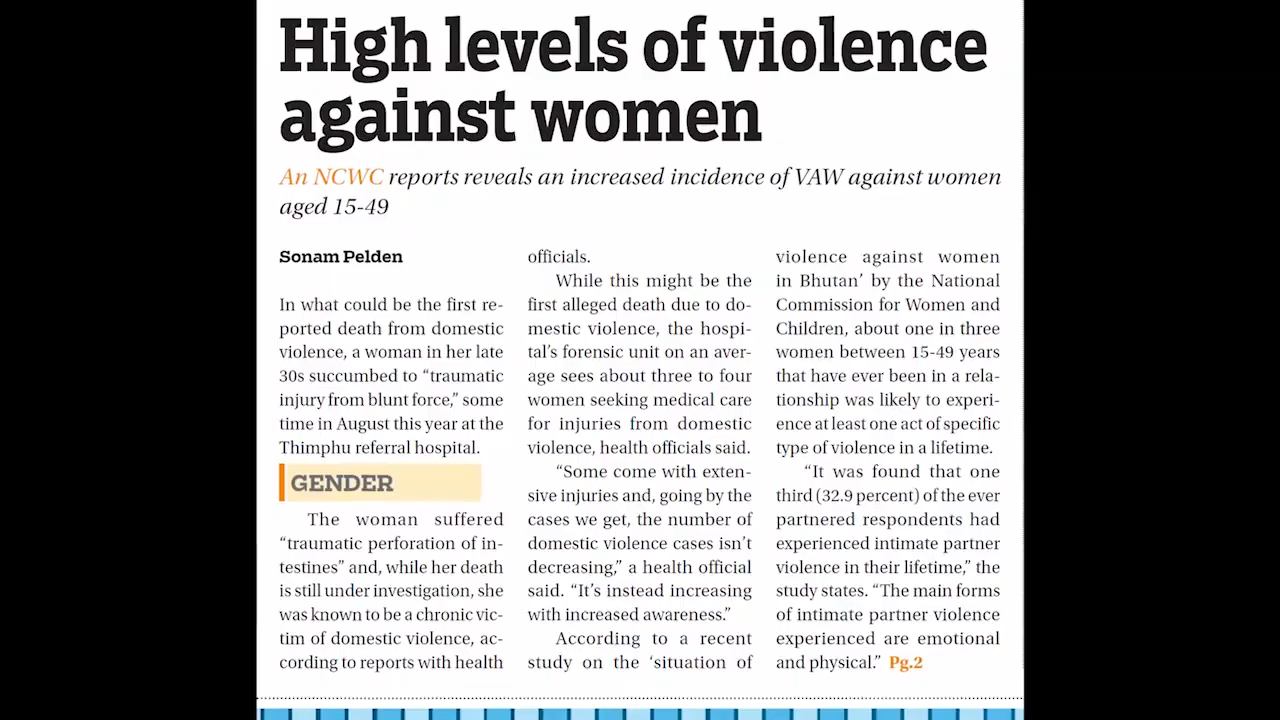 High levels of violence
against women
An NCWC reports reveals an increased incidence of VAW against women
aged 15-49
Sonam Pelden
In what could be the first re-
ported death from domestic
violence, a woman in her late
30s succumbed to “traumatic
injury from blunt force,” some
time in August this year at the
Thimphu referral hospital.
GENDER
The woman suffered
“traumatic perforation of in-
testines” and, while her death
is still under investigation, she
was known to be a chronic vic-
tim of domestic violence, ac-
cording to reports with health
officials.
While this might be the
first alleged death due to do-
mestic violence, the hospi-
tal’s forensic unit on an aver-
age sees about three to four
women seeking medical care
for injuries from domestic
violence, health officials said.
“Some come with exten-
sive injuries and, going by the
cases we get, the number of
domestic violence cases isn’t
decreasing,” a health official
said. “It’s instead increasing
with increased awareness.”
According to a recent
study on the ‘situation of
violence against women
in Bhutan’ by the National
Commission for Women and
Children, about one in three
women between 15-49 years
that have ever been in a rela-
tionship was likely to experi-
ence at least one act of specific
type of violence in a lifetime.
“It was found that one
third (32.9 percent) of the ever
partnered respondents had
experienced intimate partner
violence in their lifetime,” the
study states. “The main forms
of intimate partner violence
experienced are emotional
and physical.” Pg.2